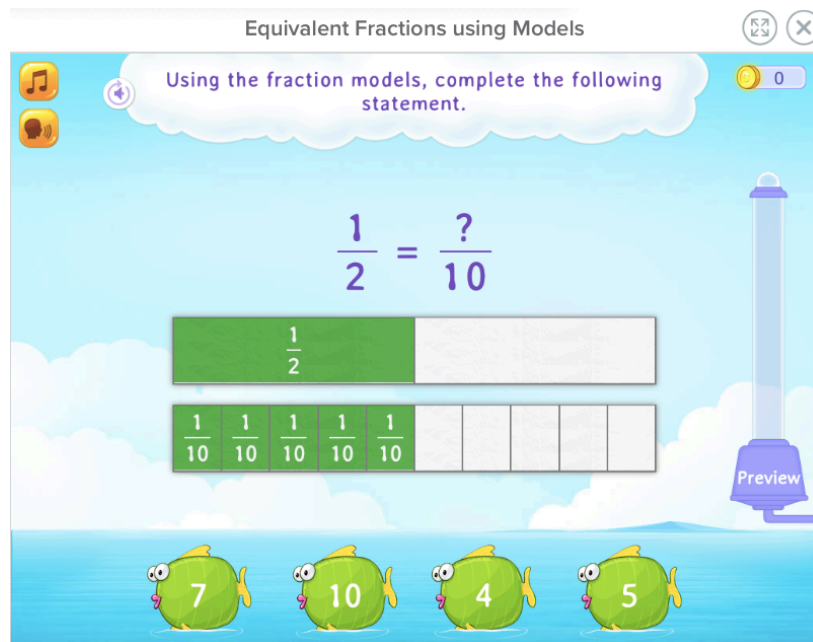 Equivalent Fractions using Models
Using the fraction models, complete the following
statement.
0
1/2 = ?/10
1/2
1/10 1/10 1/10 1/10 1/10
Preview
7 10 4 5